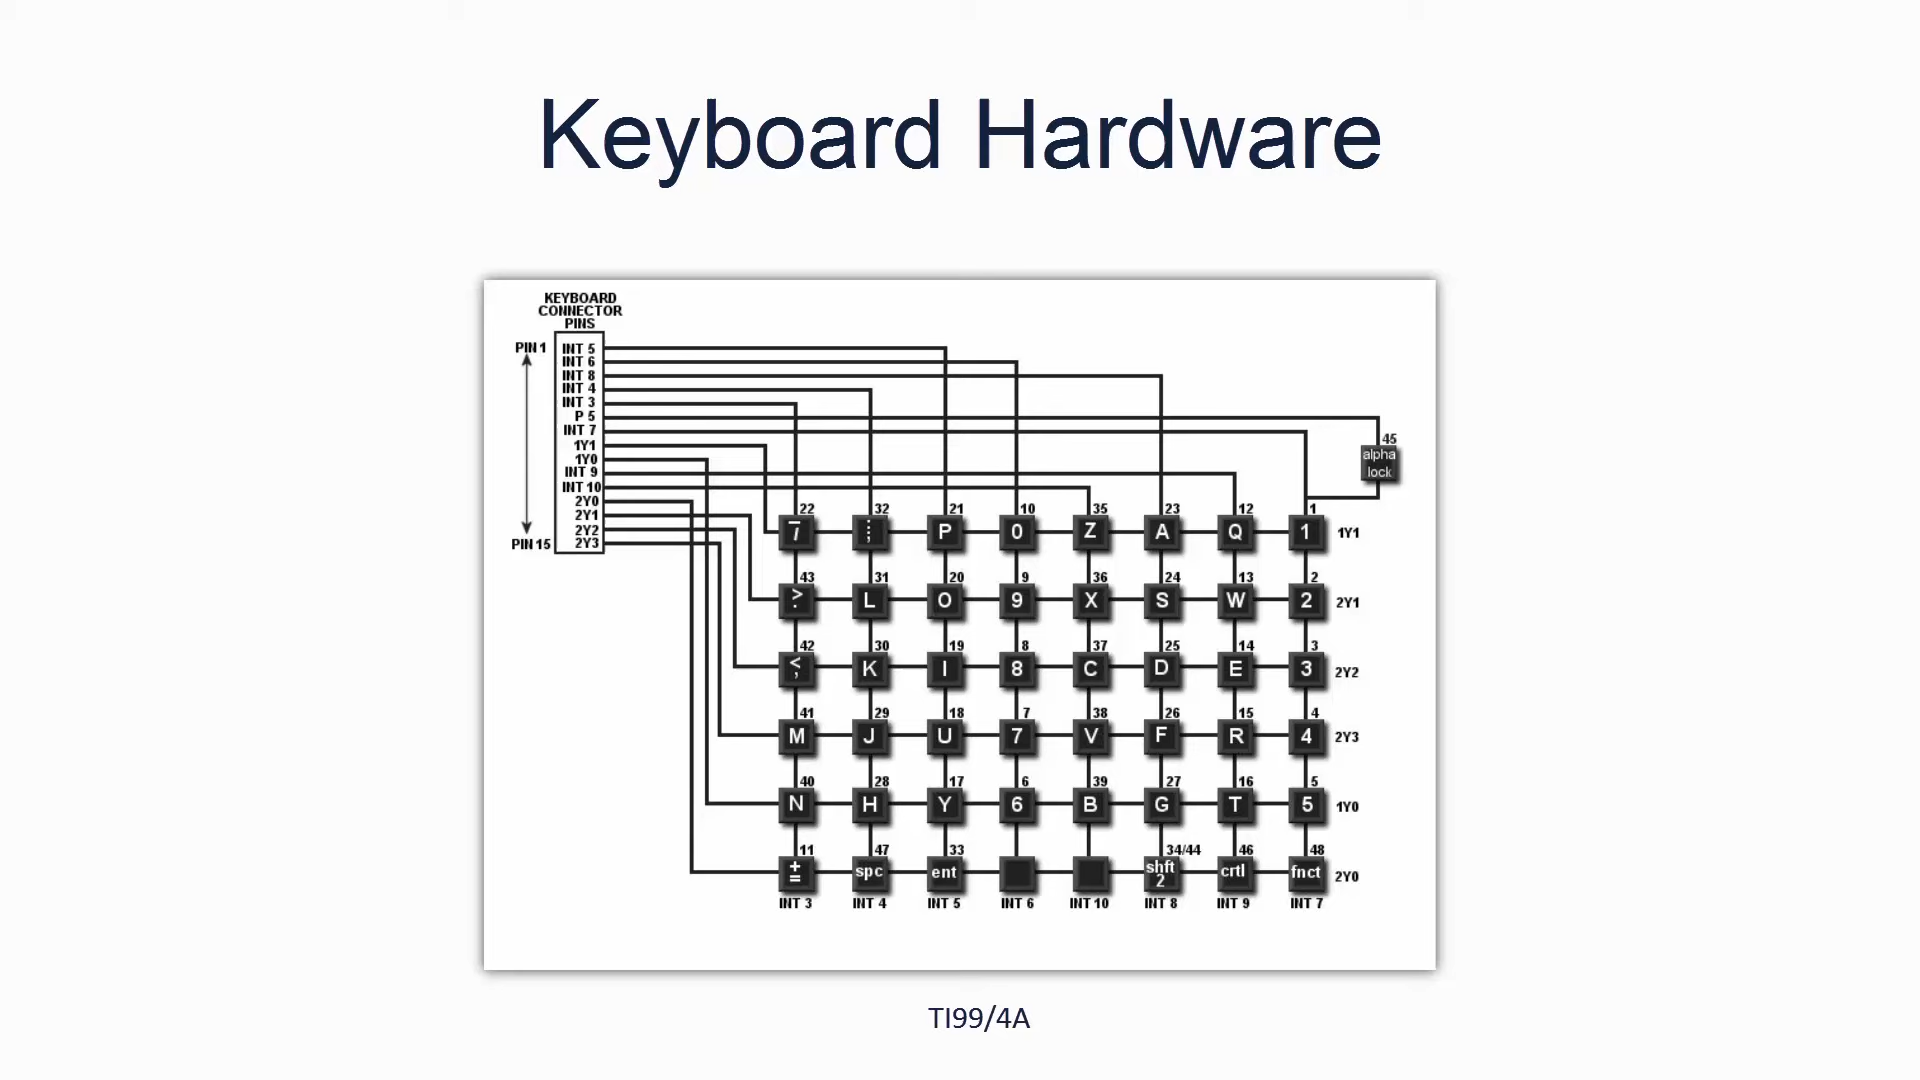 Keyboard Hardware
KEYBOARD
CONNECTOR
PINS
PIN 1
INT 5
INT 6
INT 8
INT 4
INT 3
P 5
INT 7
1Y1
1Y0
INT 9
INT 10
2Y0
2Y1
2Y2
2Y3
PIN 15
45
alpha
lock
22 32 21 10 35 23 12 1
/ ; P 0 Z A Q 1 1Y1
43 31 20 9 36 24 13 2
> . L O 9 X S W 2 2Y1
42 30 19 8 37 25 14 3
< , K I 8 C D E 3 2Y2
41 29 18 7 38 26 15 4
M J U 7 V F R 4 2Y3
40 28 17 6 39 27 16 5
N H Y 6 B G T 5 1Y0
11 47 33 34/44 46 48
+ = spc ent shft 2 crtl fnct 2Y0
INT 3 INT 4 INT 5 INT 6 INT 10 INT 8 INT 9 INT 7
TI99/4A